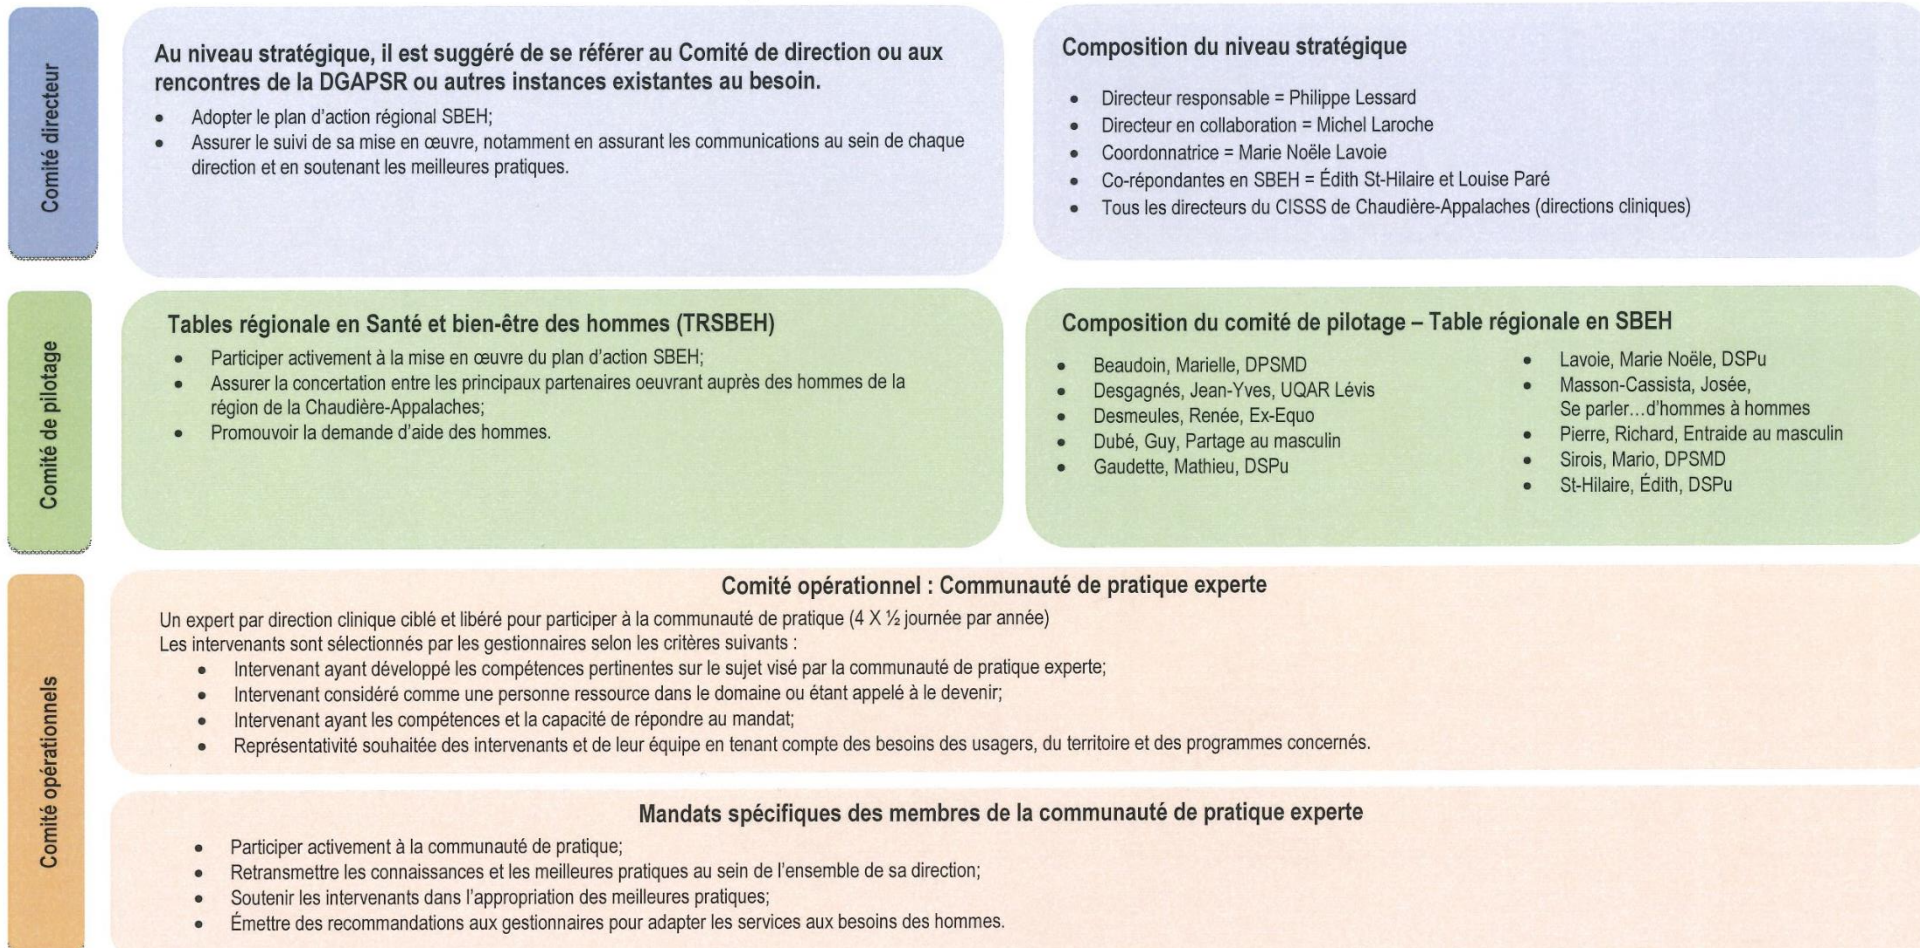 Comité directeur
Au niveau stratégique, il est suggéré de se référer au Comité de direction ou aux
rencontres de la DGAPSR ou autres instances existantes au besoin.
• Adopter le plan d'action régional SBEH;
• Assurer le suivi de sa mise en œuvre, notamment en assurant les communications au sein de chaque
direction et en soutenant les meilleures pratiques.
Composition du niveau stratégique
• Directeur responsable = Philippe Lessard
• Directeur en collaboration = Michel Laroche
• Coordonnatrice = Marie Noële Lavoie
• Co-répondantes en SBEH = Édith St-Hilaire et Louise Paré
• Tous les directeurs du CISSS de Chaudière-Appalaches (directions cliniques)
Comité de pilotage
Tables régionale en Santé et bien-être des hommes (TRSBEH)
• Participer activement à la mise en œuvre du plan d'action SBEH;
• Assurer la concertation entre les principaux partenaires oeuvrant auprès des hommes de la
région de la Chaudière-Appalaches;
• Promouvoir la demande d'aide des hommes.
Composition du comité de pilotage – Table régionale en SBEH
• Beaudoin, Marielle, DPSMD
• Desgagnés, Jean-Yves, UQAR Lévis
• Desmeules, Renée, Ex-Equo
• Dubé, Guy, Partage au masculin
• Gaudette, Mathieu, DSPu
• Lavoie, Marie Noële, DSPu
• Masson-Cassista, Josée,
Se parler…d'hommes à hommes
• Pierre, Richard, Entraide au masculin
• Sirois, Mario, DPSMD
• St-Hilaire, Édith, DSPu
Comité opérationnels
Comité opérationnel : Communauté de pratique experte
Un expert par direction clinique ciblé et libéré pour participer à la communauté de pratique (4 X ½ journée par année)
Les intervenants sont sélectionnés par les gestionnaires selon les critères suivants :
• Intervenant ayant développé les compétences pertinentes sur le sujet visé par la communauté de pratique experte;
• Intervenant considéré comme une personne ressource dans le domaine ou étant appelé à le devenir;
• Intervenant ayant les compétences et la capacité de répondre au mandat;
• Représentativité souhaitée des intervenants et de leur équipe en tenant compte des besoins des usagers, du territoire et des programmes concernés.
Mandats spécifiques des membres de la communauté de pratique experte
• Participer activement à la communauté de pratique;
• Retransmettre les connaissances et les meilleures pratiques au sein de l'ensemble de sa direction;
• Soutenir les intervenants dans l'appropriation des meilleures pratiques;
• Émettre des recommandations aux gestionnaires pour adapter les services aux besoins des hommes.